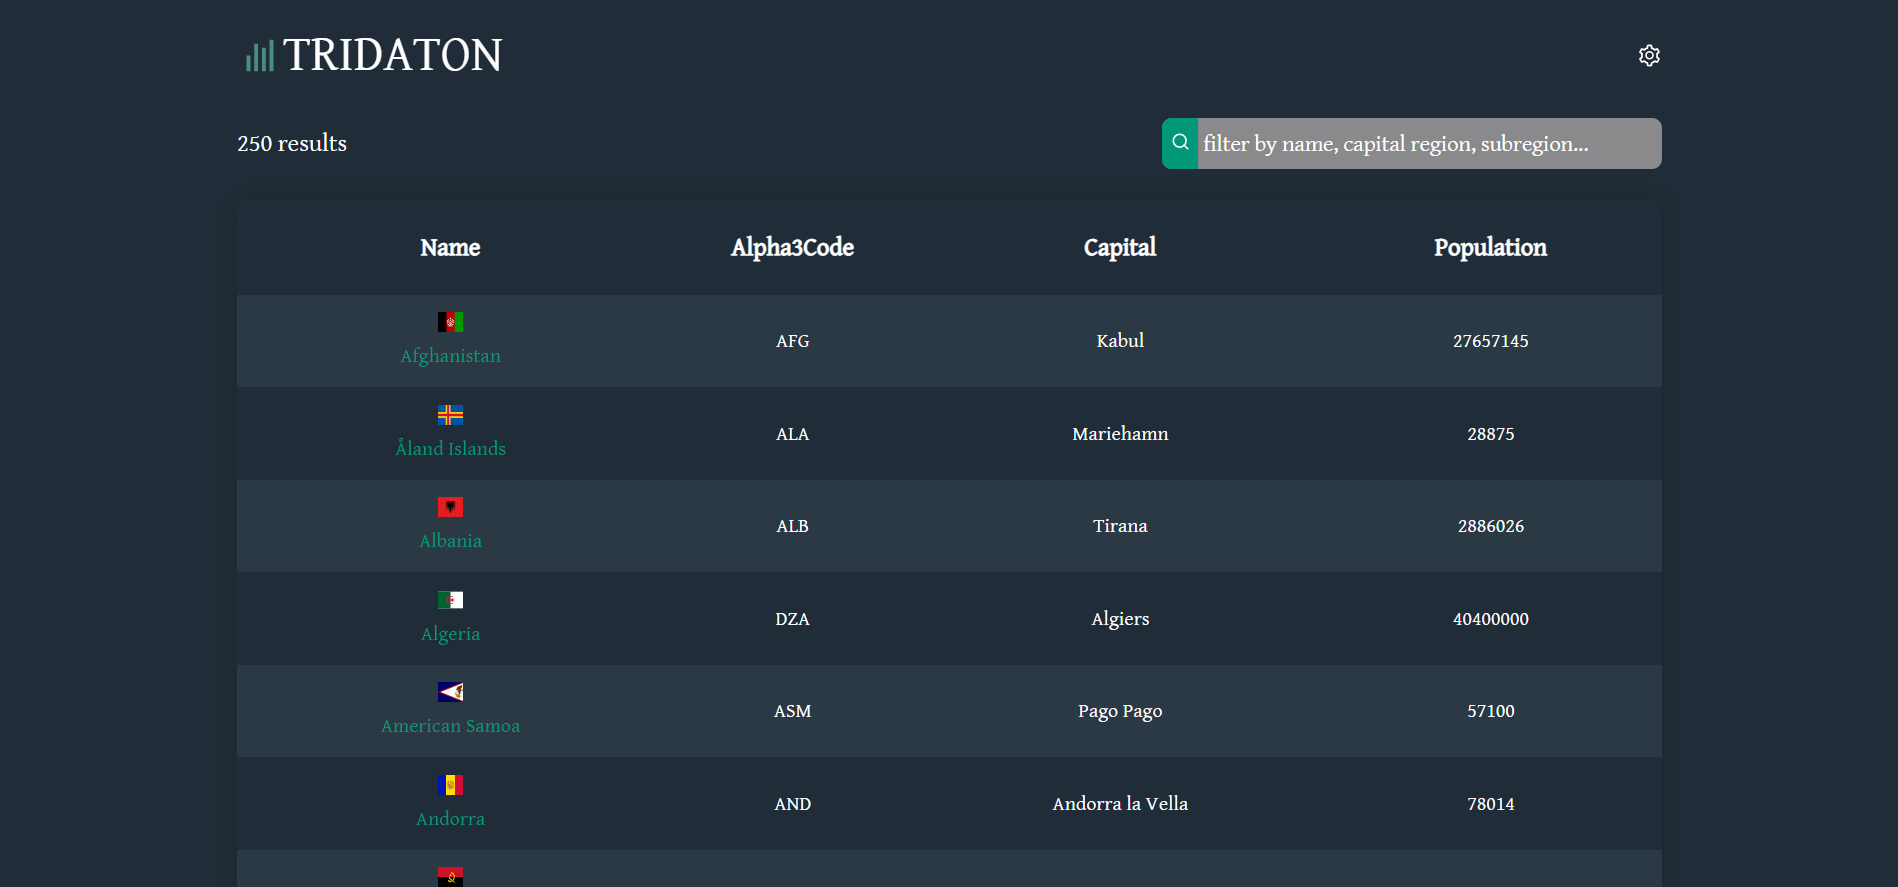 TRIDATON
250 results
filter by name, capital region, subregion...
Name Alpha3Code Capital Population
Afghanistan AFG Kabul 27657145
Åland Islands ALA Mariehamn 28875
Albania ALB Tirana 2886026
Algeria DZA Algiers 40400000
American Samoa ASM Pago Pago 57100
Andorra AND Andorra la Vella 78014